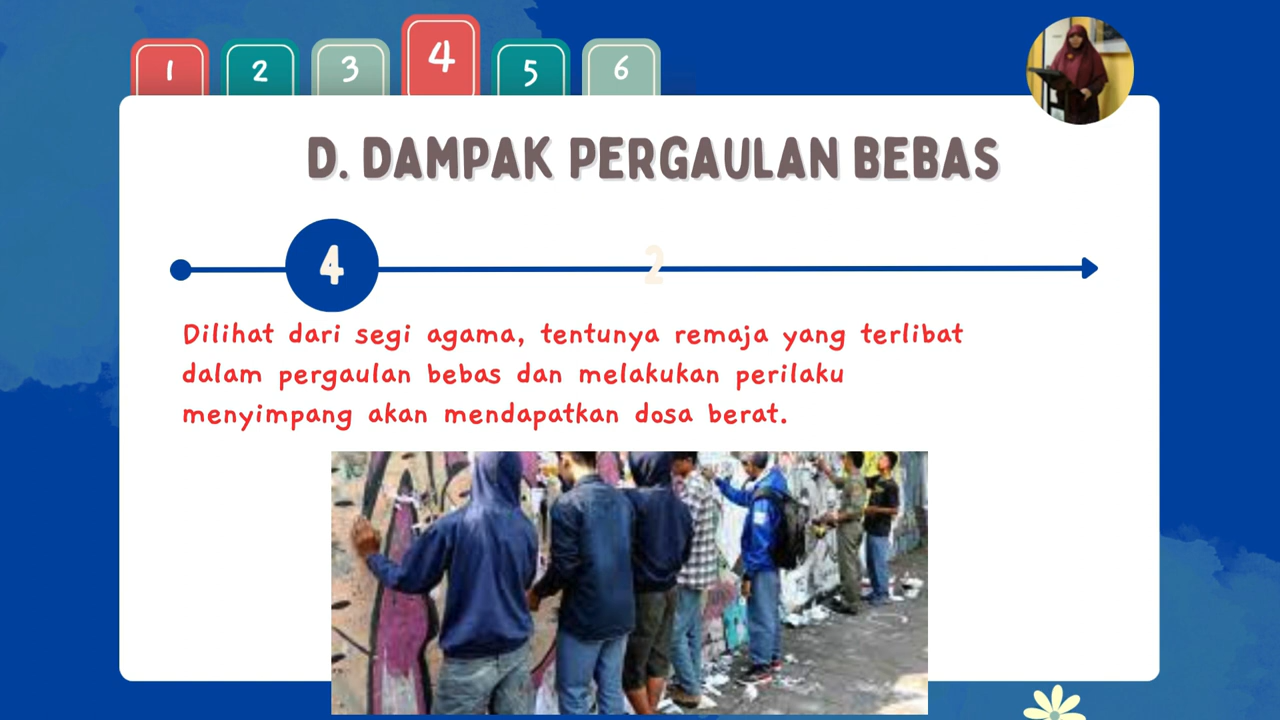 1 2 3 4 5 6
D. DAMPAK PERGAULAN BEBAS
4 2
Dilihat dari segi agama, tentunya remaja yang terlibat
dalam pergaulan bebas dan melakukan perilaku
menyimpang akan mendapatkan dosa berat.